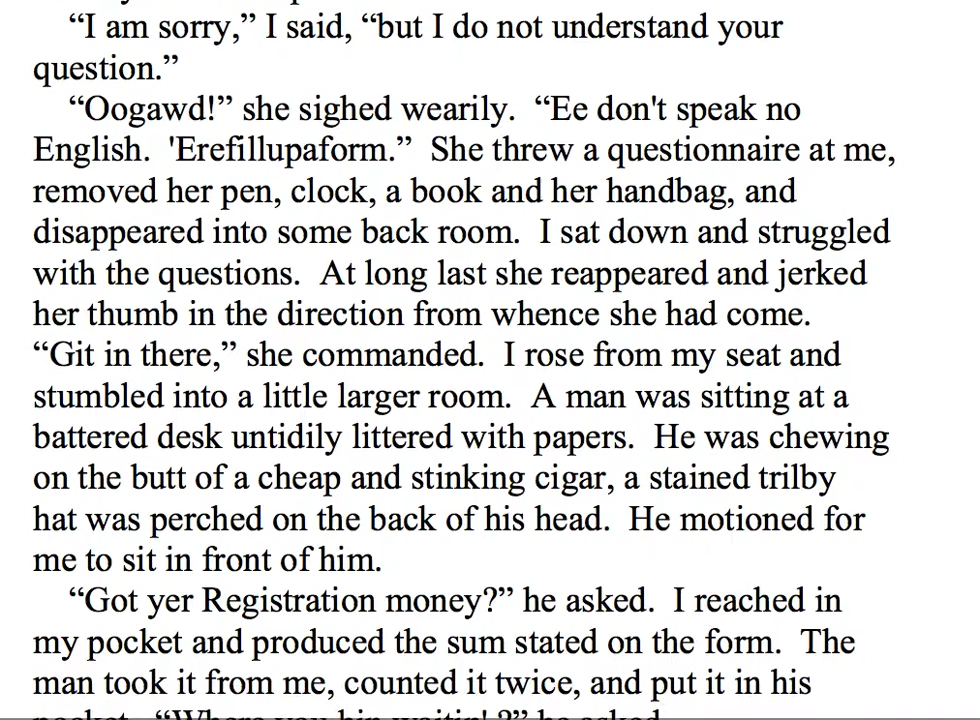 “I am sorry,” I said, “but I do not understand your
question.”
“Oogawd!” she sighed wearily.  “Ee don't speak no
English.  'Erefillupaform.”  She threw a questionnaire at me,
removed her pen, clock, a book and her handbag, and
disappeared into some back room.  I sat down and struggled
with the questions.  At long last she reappeared and jerked
her thumb in the direction from whence she had come.
“Git in there,” she commanded.  I rose from my seat and
stumbled into a little larger room.  A man was sitting at a
battered desk untidily littered with papers.  He was chewing
on the butt of a cheap and stinking cigar, a stained trilby
hat was perched on the back of his head.  He motioned for
me to sit in front of him.
“Got yer Registration money?” he asked.  I reached in
my pocket and produced the sum stated on the form.  The
man took it from me, counted it twice, and put it in his
pocket.  “Where you bin waitin' ?” he asked.